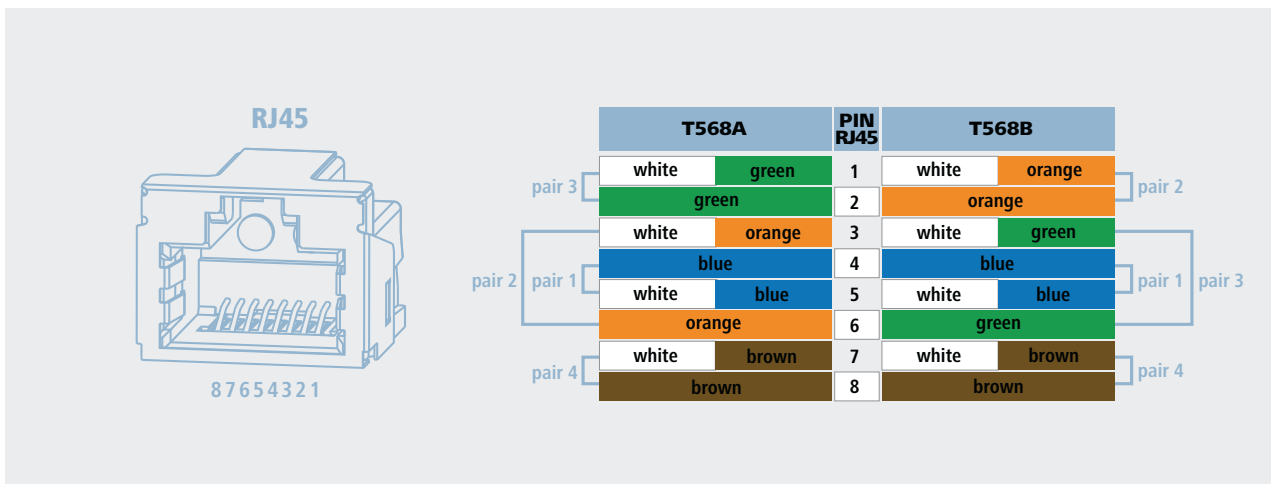 RJ45
87654321
T568A PIN RJ45 T568B
pair 3 white green 1 white orange pair 2
green 2 orange
white orange 3 white green
pair 2 pair 1 blue 4 blue pair 1 pair 3
white blue 5 white blue
orange 6 green
pair 4 white brown 7 white brown pair 4
brown 8 brown